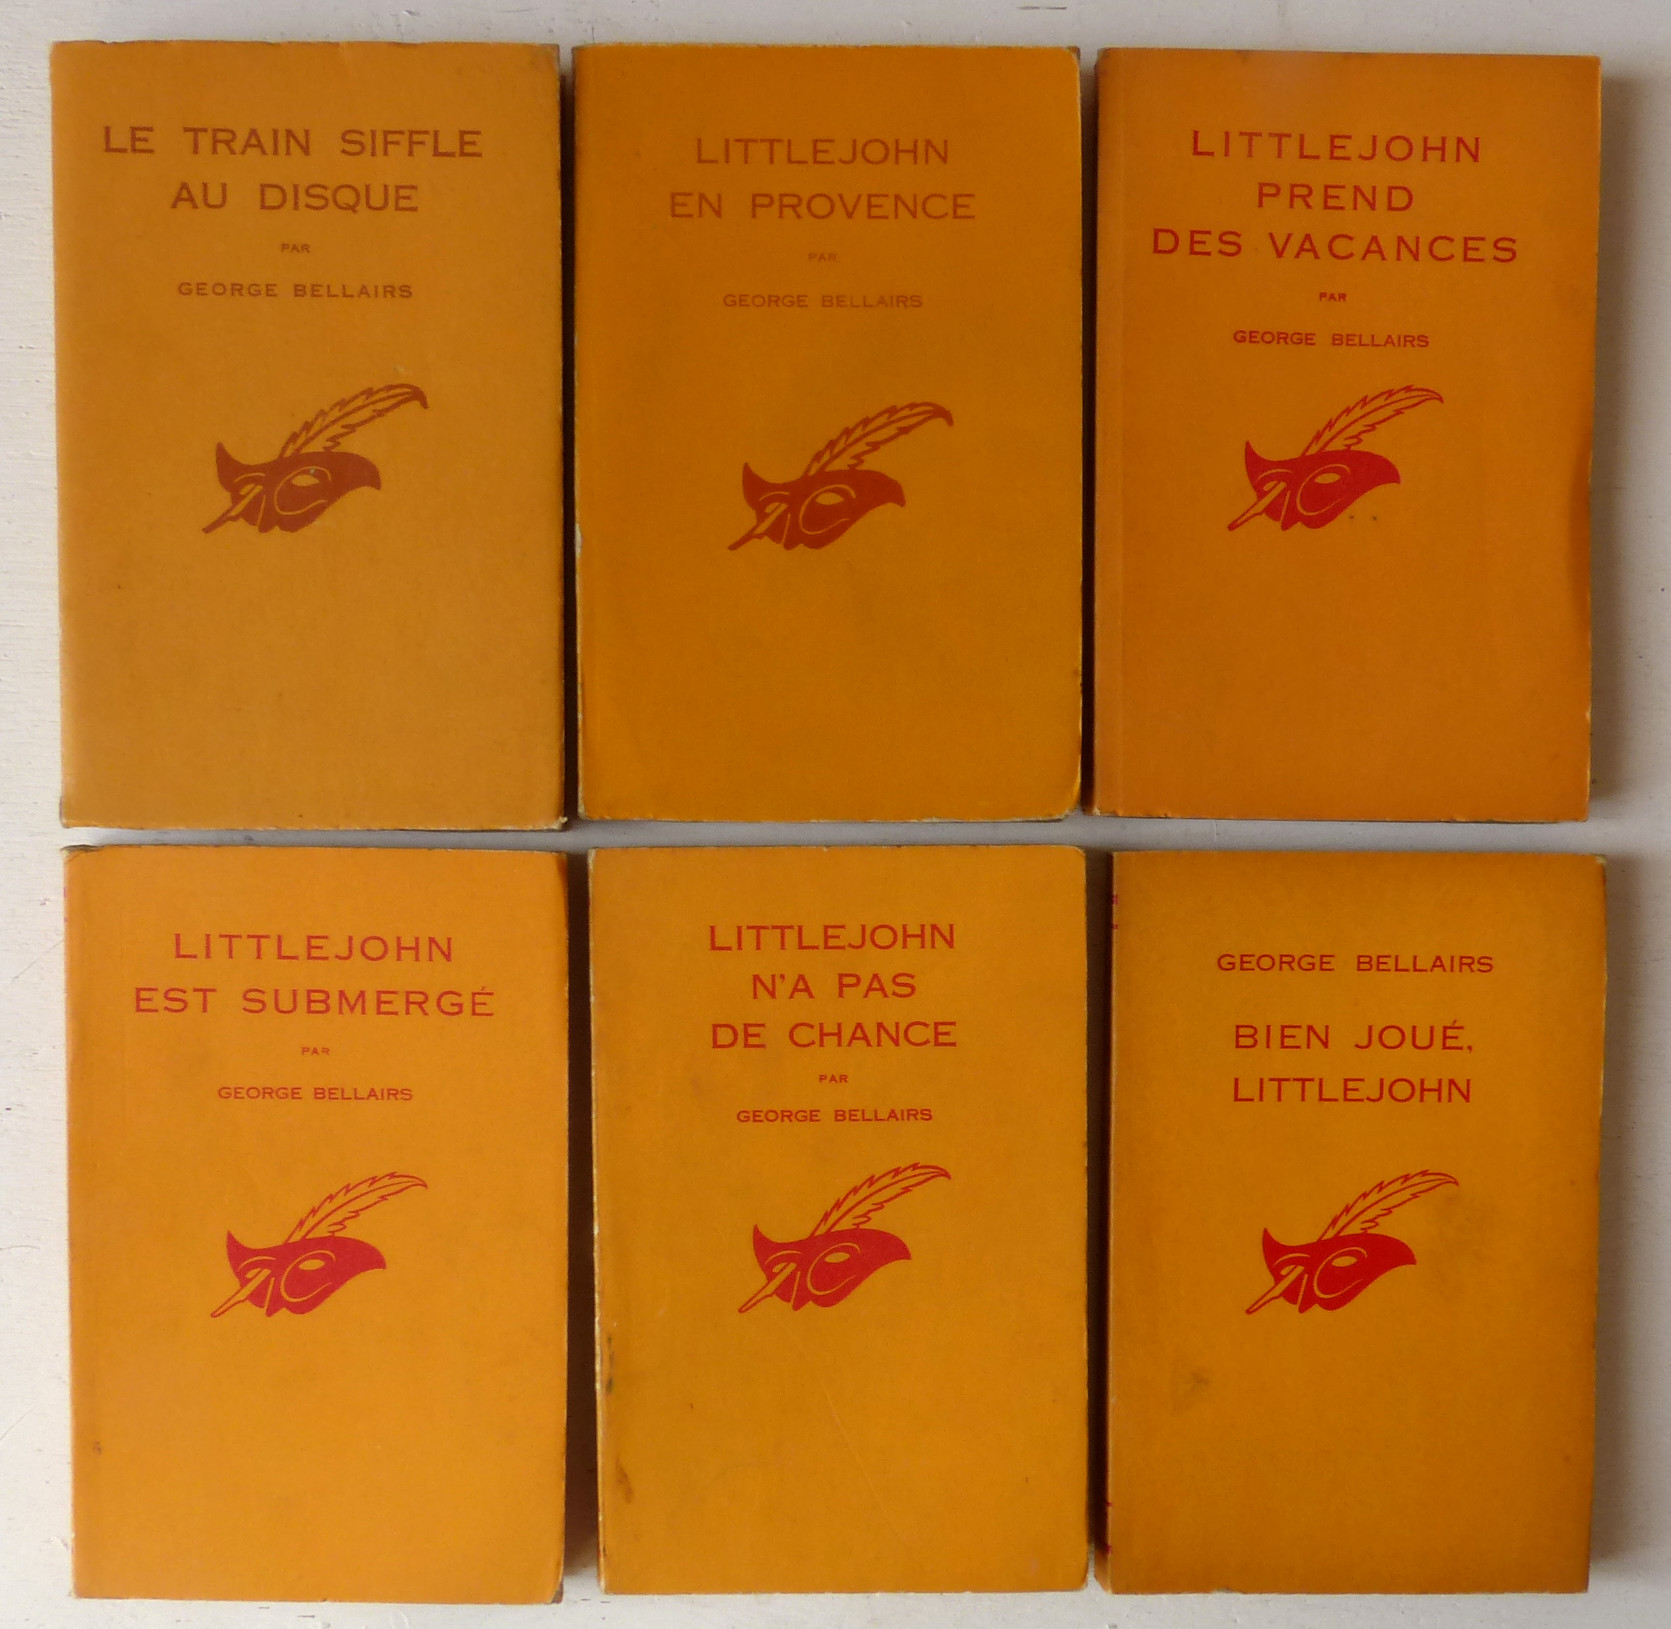 LE TRAIN SIFFLE
AU DISQUE
PAR
GEORGE BELLAIRS
LITTLEJOHN
EN PROVENCE
PAR
GEORGE BELLAIRS
LITTLEJOHN
PREND
DES VACANCES
PAR
GEORGE BELLAIRS
LITTLEJOHN
EST SUBMERGÉ
PAR
GEORGE BELLAIRS
LITTLEJOHN
N'A PAS
DE CHANCE
PAR
GEORGE BELLAIRS
GEORGE BELLAIRS
BIEN JOUÉ,
LITTLEJOHN